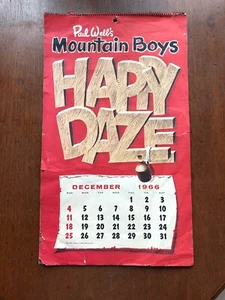 Paul Webb's
Mountain Boys
HAPPY
DAZE
DECEMBER 1966
SUN MON TUE WED THU FRI SAT
1 2 3
4 5 6 7 8 9 10
11 12 13 14 15 16 17
18 19 20 21 22 23 24
25 26 27 28 29 30 31